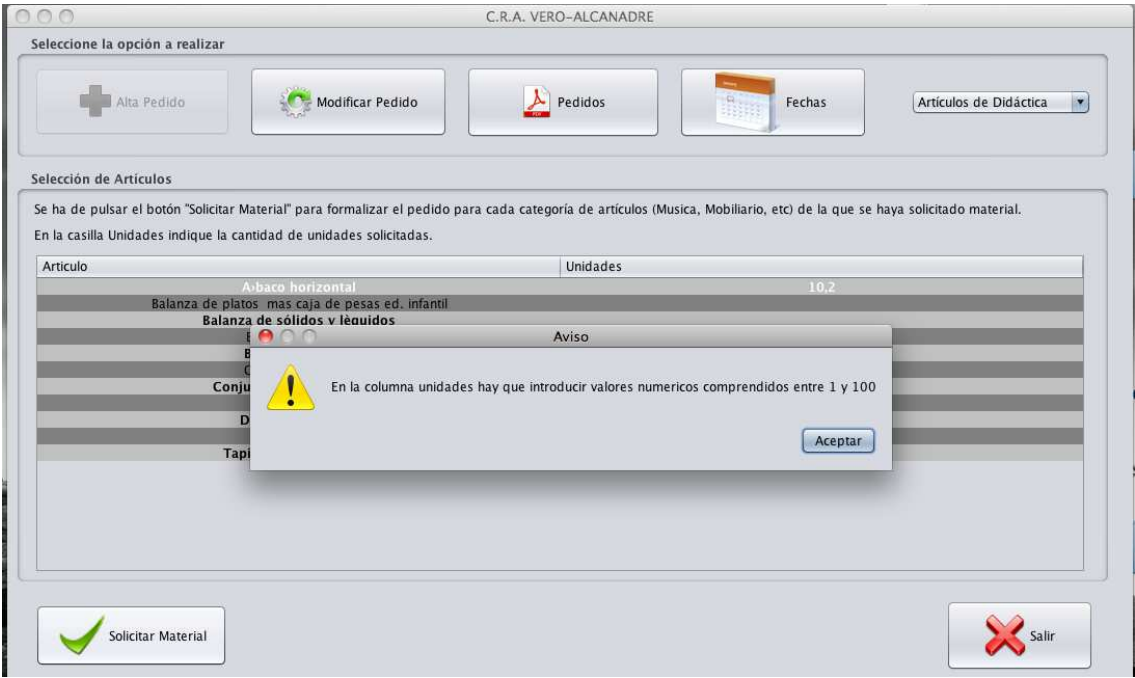 C.R.A. VERO-ALCANADRE
Seleccione la opción a realizar
Alta Pedido
Modificar Pedido
PDF
Pedidos
Fechas
Artículos de Didáctica
Selección de Artículos
Se ha de pulsar el botón "Solicitar Material" para formalizar el pedido para cada categoría de artículos (Musica, Mobiliario, etc) de la que se haya solicitado material.
En la casilla Unidades indique la cantidad de unidades solicitadas.
Articulo Unidades
A›baco horizontal 10,2
Balanza de platos mas caja de pesas ed. infantil
Balanza de sólidos y lèquidos
Aviso
Conju
D
Tapi
En la columna unidades hay que introducir valores numericos comprendidos entre 1 y 100
Aceptar
Solicitar Material
Salir